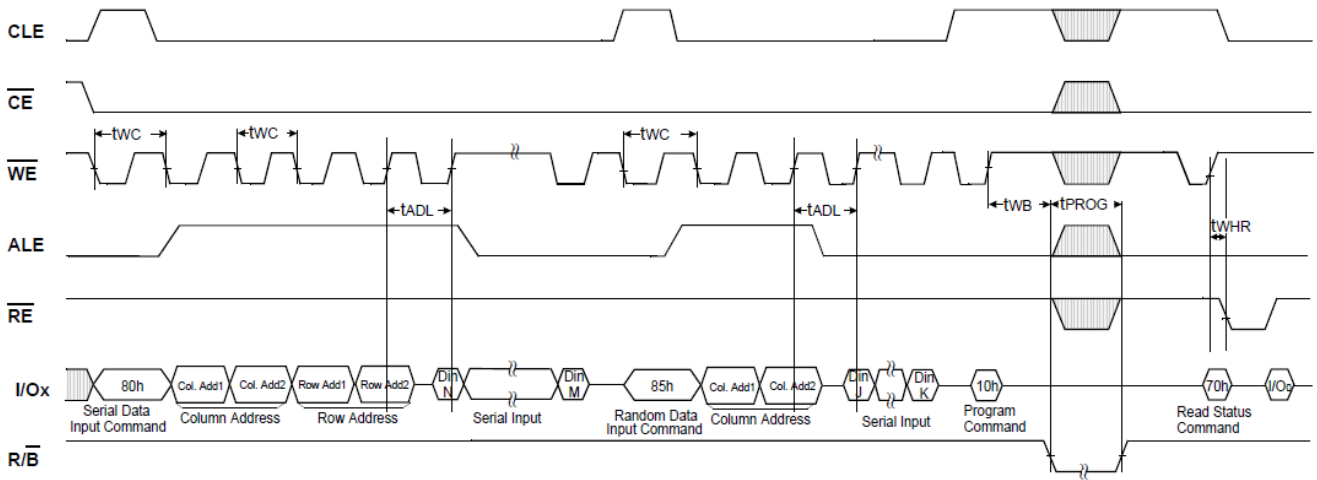 CLE
CE
tWC
tWC
tWC
WE
tADL
tADL
tWB
tPROG
tWHR
ALE
RE
I/Ox
80h
Col. Add1
Col. Add2
Row Add1
Row Add2
Din
N
Din
M
85h
Col. Add1
Col. Add2
Din
J
Din
K
10h
70h
I/Oo
Serial Data
Input Command
Column Address
Row Address
Serial Input
Random Data
Input Command
Column Address
Serial Input
Program
Command
Read Status
Command
R/B